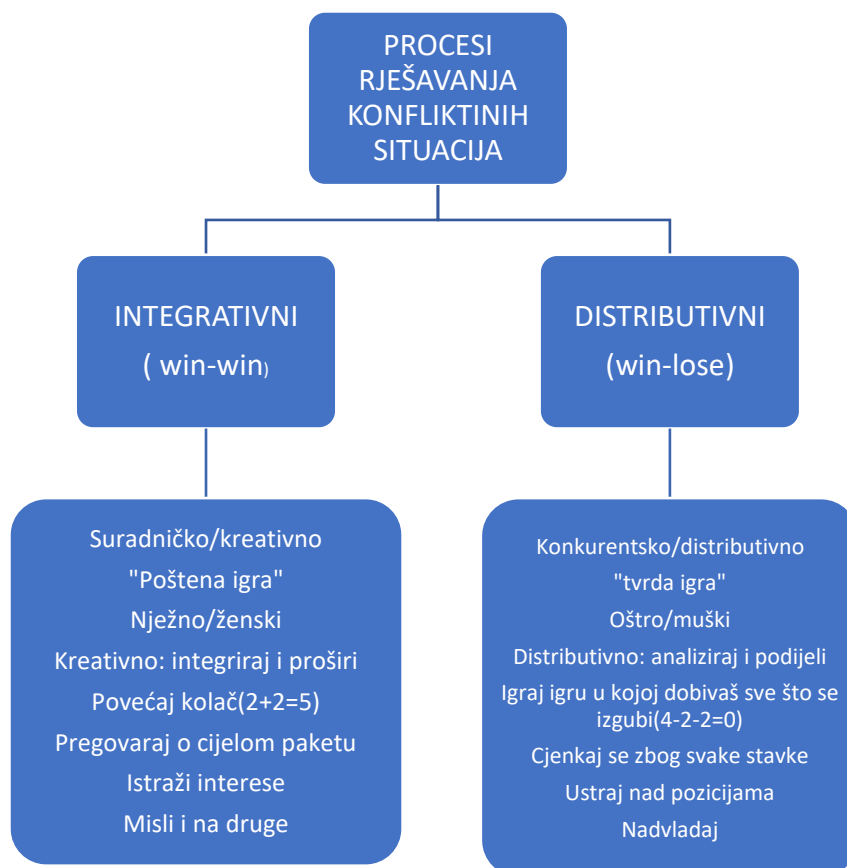 PROCESI
RJEŠAVANJA
KONFLIKTINIH
SITUACIJA
INTEGRATIVNI
( win-win)
DISTRIBUTIVNI
(win-lose)
Suradničko/kreativno
"Poštena igra"
Nježno/ženski
Kreativno: integriraj i proširi
Povećaj kolač(2+2=5)
Pregovaraj o cijelom paketu
Istraži interese
Misli i na druge
Konkurentsko/distributivno
"tvrda igra"
Oštro/muški
Distributivno: analiziraj i podijeli
Igraj igru u kojoj dobivaš sve što se
izgubi(4-2-2=0)
Cjenkaj se zbog svake stavke
Ustraj nad pozicijama
Nadvladaj